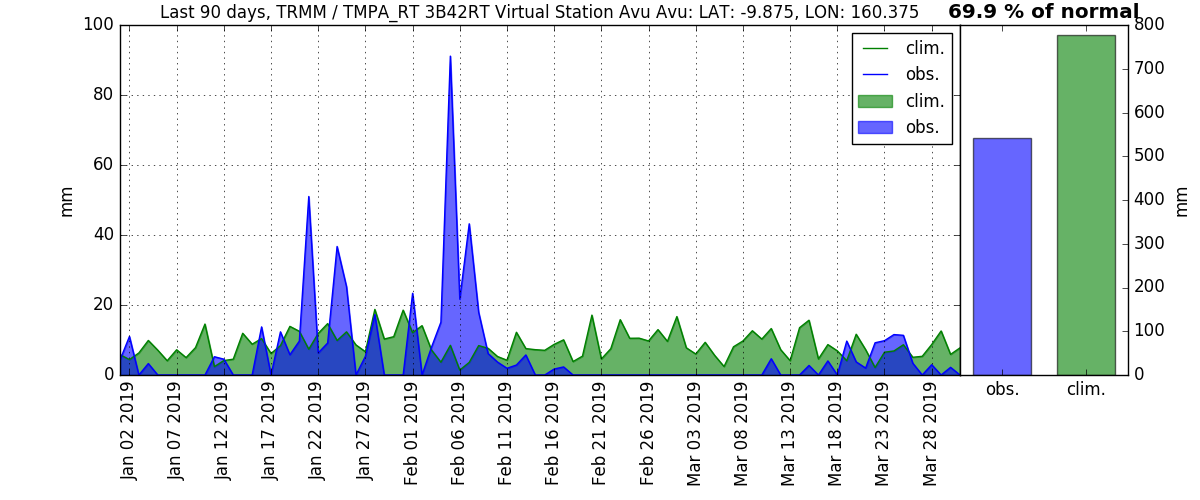 Last 90 days, TRMM / TMPA_RT 3B42RT Virtual Station Avu Avu: LAT: -9.875, LON: 160.375
69.9 % of normal
100
80
60
40
20
0
mm
clim.
obs.
clim.
obs.
Jan 02 2019
Jan 07 2019
Jan 12 2019
Jan 17 2019
Jan 22 2019
Jan 27 2019
Feb 01 2019
Feb 06 2019
Feb 11 2019
Feb 16 2019
Feb 21 2019
Feb 26 2019
Mar 03 2019
Mar 08 2019
Mar 13 2019
Mar 18 2019
Mar 23 2019
Mar 28 2019
800
700
600
500
400
300
200
100
0
mm
obs.
clim.